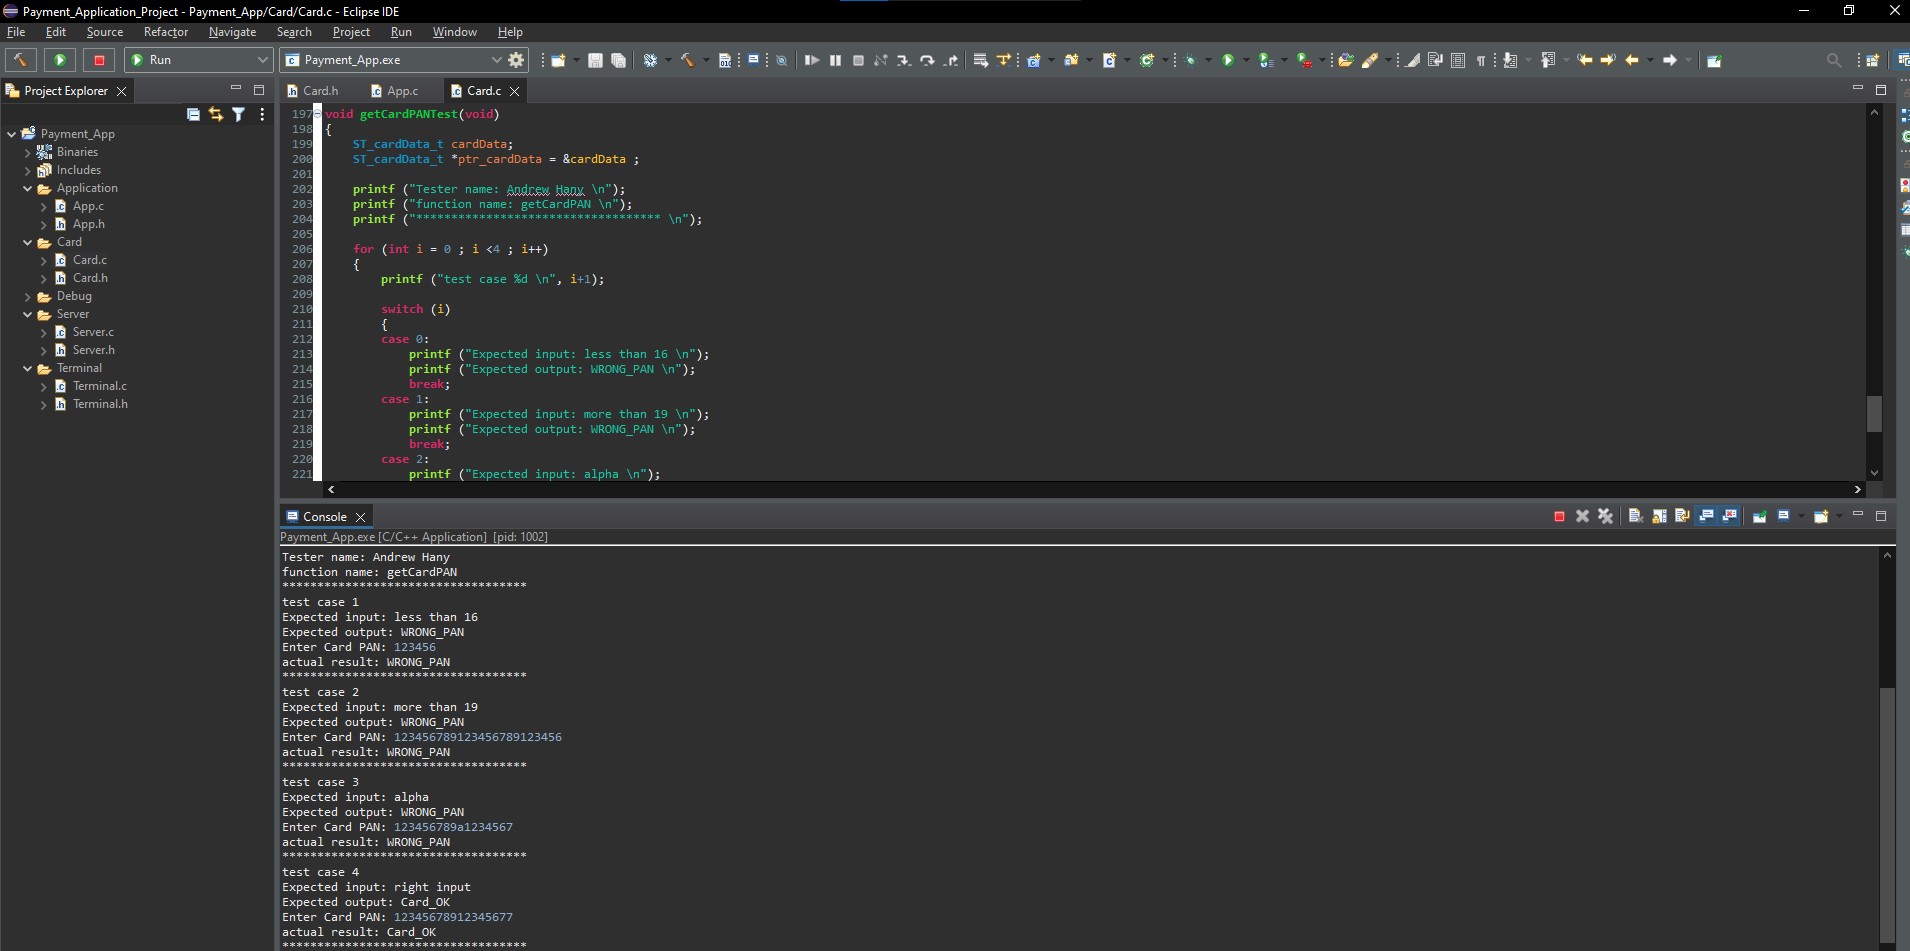 Payment_Application_Project - Payment_App/Card/Card.c - Eclipse IDE
File Edit Source Refactor Navigate Search Project Run Window Help
Run
Payment_App.exe
Project Explorer
Payment_App
Binaries
Includes
Application
App.c
App.h
Card
Card.c
Card.h
Debug
Server
Server.c
Server.h
Terminal
Terminal.c
Terminal.h
Card.h App.c Card.c
197 void getCardPANTest(void)
198 {
199 ST_cardData_t cardData;
200 ST_cardData_t *ptr_cardData = &cardData ;
201
202 printf ("Tester name: Andrew Hany \n");
203 printf ("function name: getCardPAN \n");
204 printf ("*********************************** \n");
205
206 for (int i = 0 ; i <4 ; i++)
207 {
208 printf ("test case %d \n", i+1);
209
210 switch (i)
211 {
212 case 0:
213 printf ("Expected input: less than 16 \n");
214 printf ("Expected output: WRONG_PAN \n");
215 break;
216 case 1:
217 printf ("Expected input: more than 19 \n");
218 printf ("Expected output: WRONG_PAN \n");
219 break;
220 case 2:
221 printf ("Expected input: alpha \n");
Console
Payment_App.exe [C/C++ Application] [pid: 1002]
Tester name: Andrew Hany
function name: getCardPAN
***********************************
test case 1
Expected input: less than 16
Expected output: WRONG_PAN
Enter Card PAN: 123456
actual result: WRONG_PAN
***********************************
test case 2
Expected input: more than 19
Expected output: WRONG_PAN
Enter Card PAN: 123456789123456789123456
actual result: WRONG_PAN
***********************************
test case 3
Expected input: alpha
Expected output: WRONG_PAN
Enter Card PAN: 123456789a1234567
actual result: WRONG_PAN
***********************************
test case 4
Expected input: right input
Expected output: Card_OK
Enter Card PAN: 12345678912345677
actual result: Card_OK
***********************************